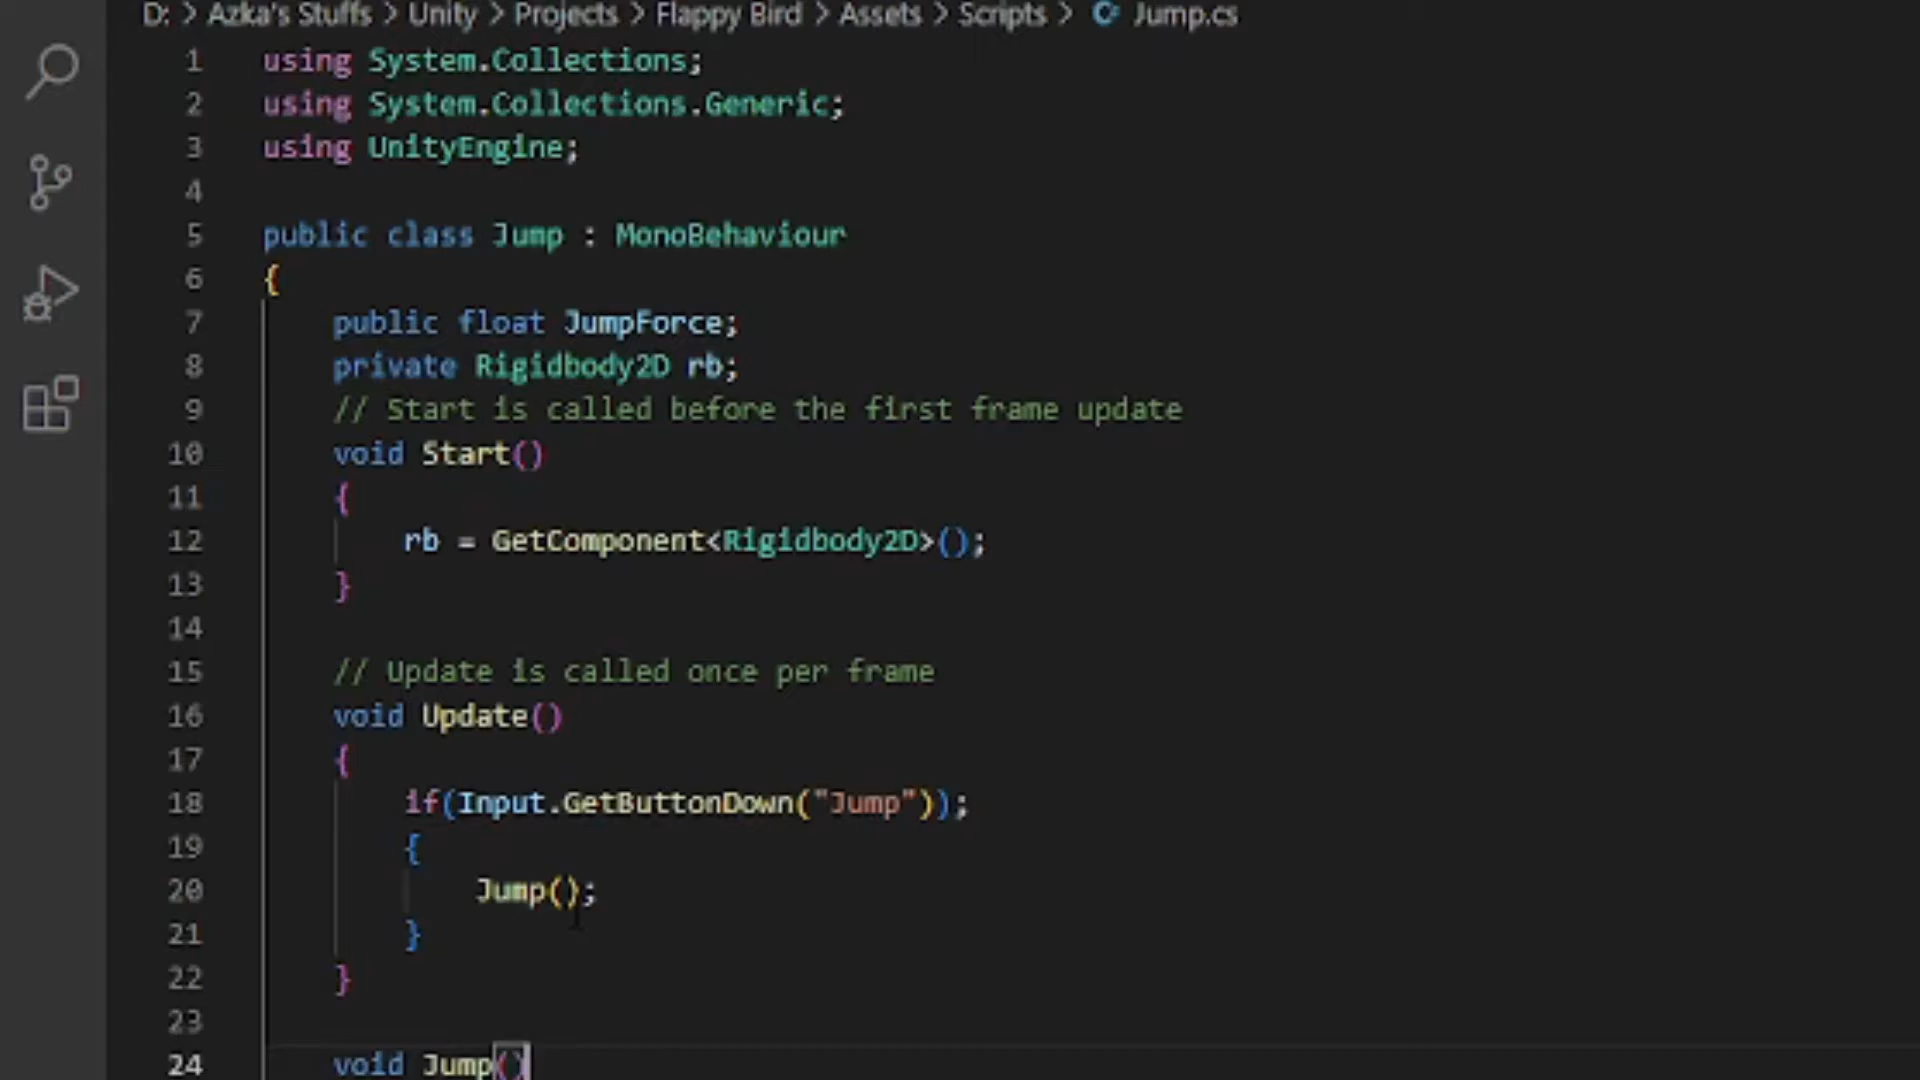 D: > Azka's Stuffs > Unity > Projects > Flappy Bird > Assets > Scripts > Jump.cs
1 using System.Collections;
2 using System.Collections.Generic;
3 using UnityEngine;
4
5 public class Jump : MonoBehaviour
6 {
7 public float JumpForce;
8 private Rigidbody2D rb;
9 // Start is called before the first frame update
10 void Start()
11 {
12 rb = GetComponent<Rigidbody2D>();
13 }
14
15 // Update is called once per frame
16 void Update()
17 {
18 if(Input.GetButtonDown("Jump"));
19 {
20 Jump();
21 }
22 }
23
24 void Jump()